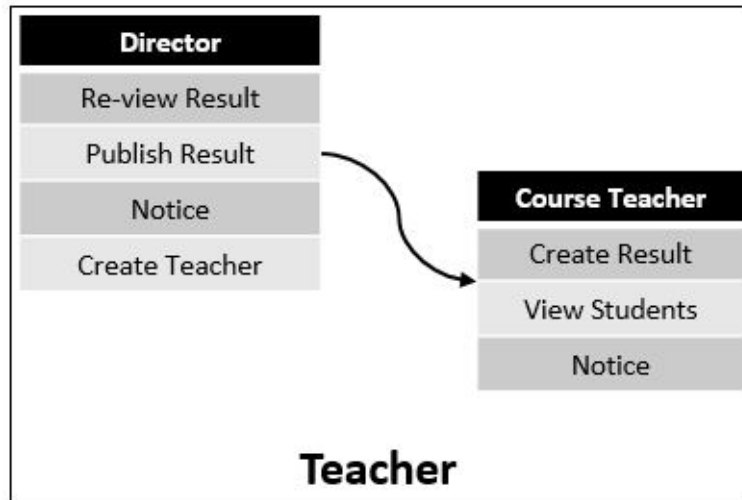 Director
Re-view Result
Publish Result
Notice
Create Teacher
Course Teacher
Create Result
View Students
Notice
Teacher